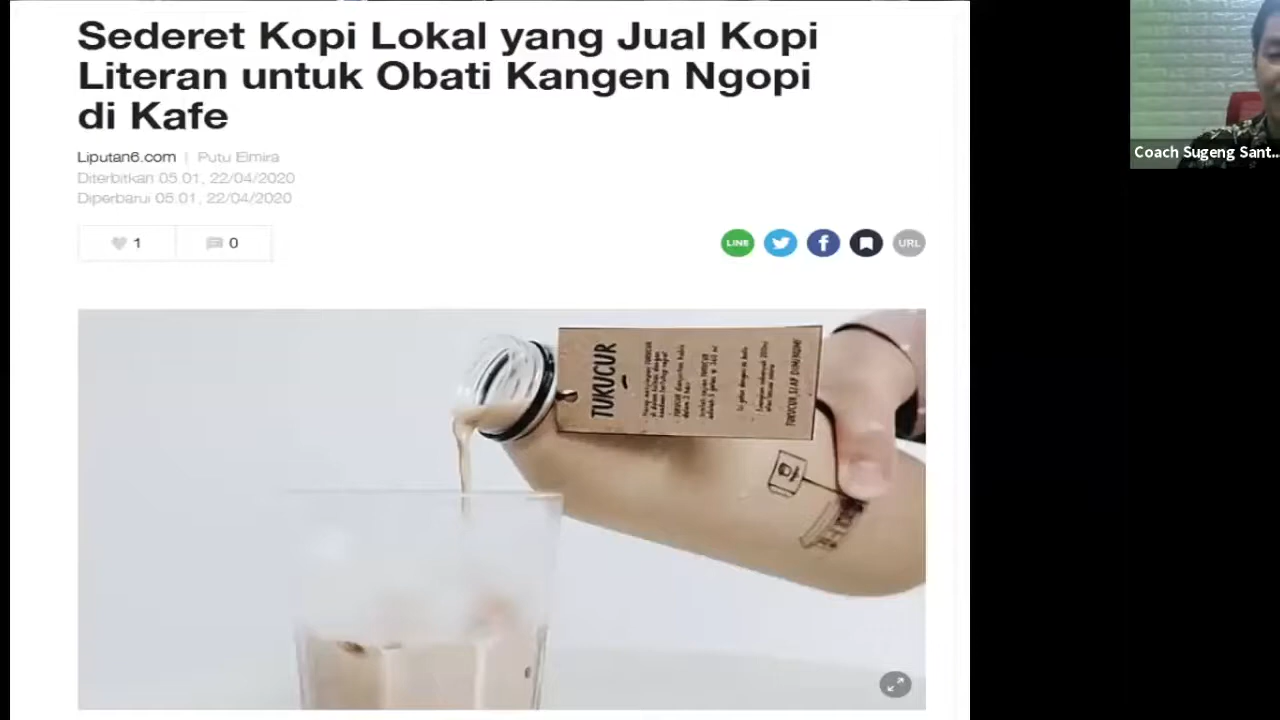 Sederet Kopi Lokal yang Jual Kopi
Literan untuk Obati Kangen Ngopi
di Kafe
Liputan6.com | Putu Elmira
Diterbitkan 05.01, 22/04/2020
Diperbarui 05.01, 22/04/2020
1
0
LINE
URL
TUKUCUR
Coach Sugeng Sant...